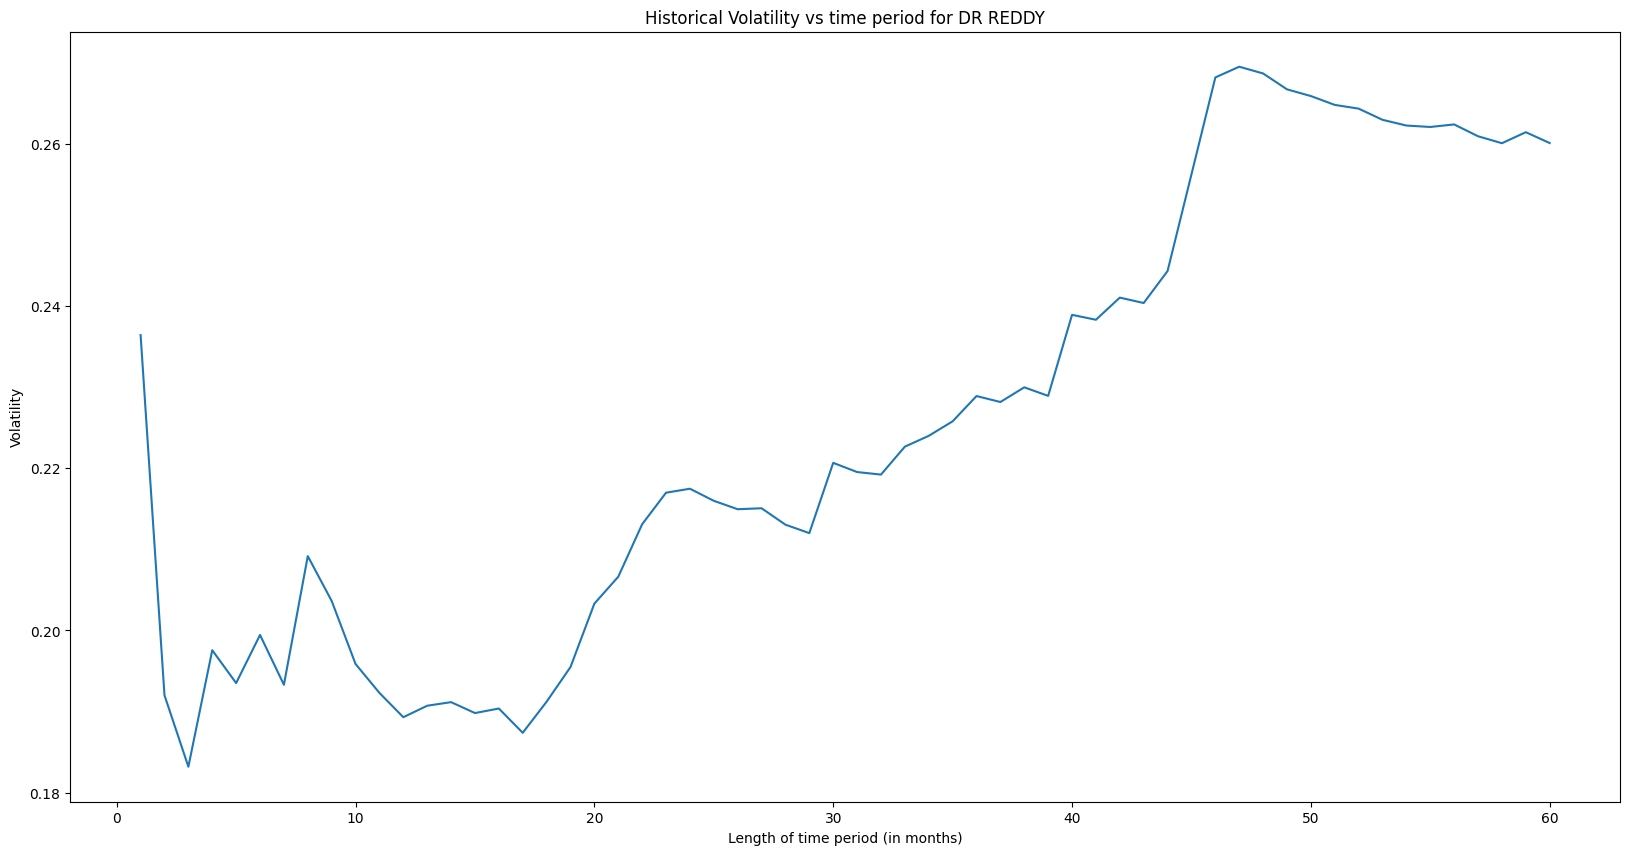 Historical Volatility vs time period for DR REDDY
Volatility
0.26
0.24
0.22
0.20
0.18
0 10 20 30 40 50 60
Length of time period (in months)